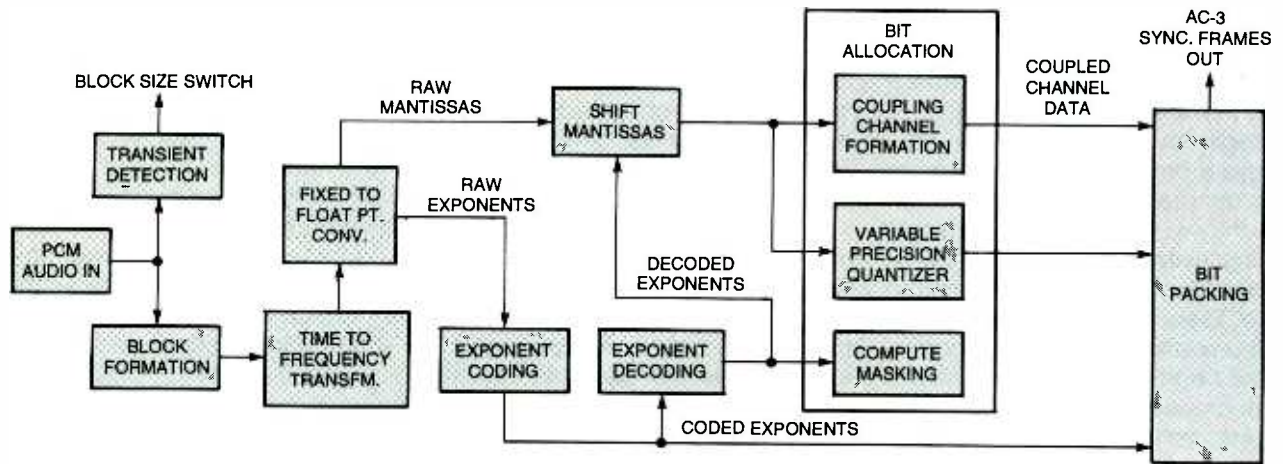 BIT
ALLOCATION
AC-3
SYNC. FRAMES
OUT
BLOCK SIZE SWITCH
RAW
MANTISSAS
COUPLED
CHANNEL
DATA
TRANSIENT
DETECTION
SHIFT
MANTISSAS
COUPLING
CHANNEL
FORMATION
FIXED TO
FLOAT PT.
CONV.
RAW
EXPONENTS
PCM
AUDIO IN
DECODED
EXPONENTS
VARIABLE
PRECISION
QUANTIZER
BIT
PACKING
BLOCK
FORMATION
TIME TO
FREQUENCY
TRANSFM.
EXPONENT
CODING
EXPONENT
DECODING
COMPUTE
MASKING
CODED EXPONENTS